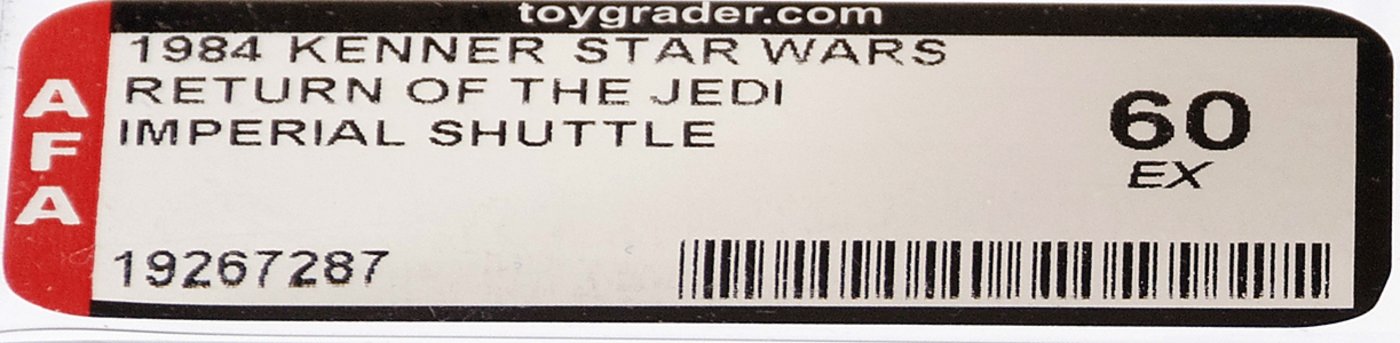 toygrader.com
AFA
1984 KENNER STAR WARS
RETURN OF THE JEDI
IMPERIAL SHUTTLE
60
EX
19267287